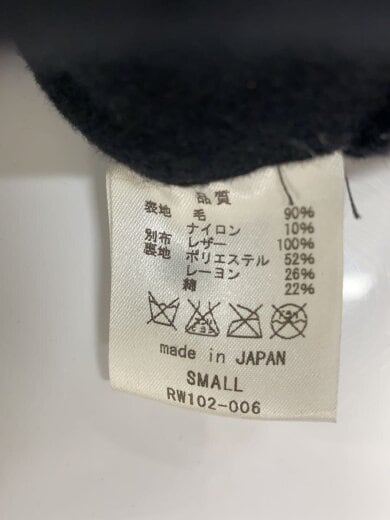 品質
表地 毛 90%
ナイロン 10%
別布 レザー 100%
裏地 ポリエステル 52%
レーヨン 26%
綿 22%
made in JAPAN
SMALL
RW102-006